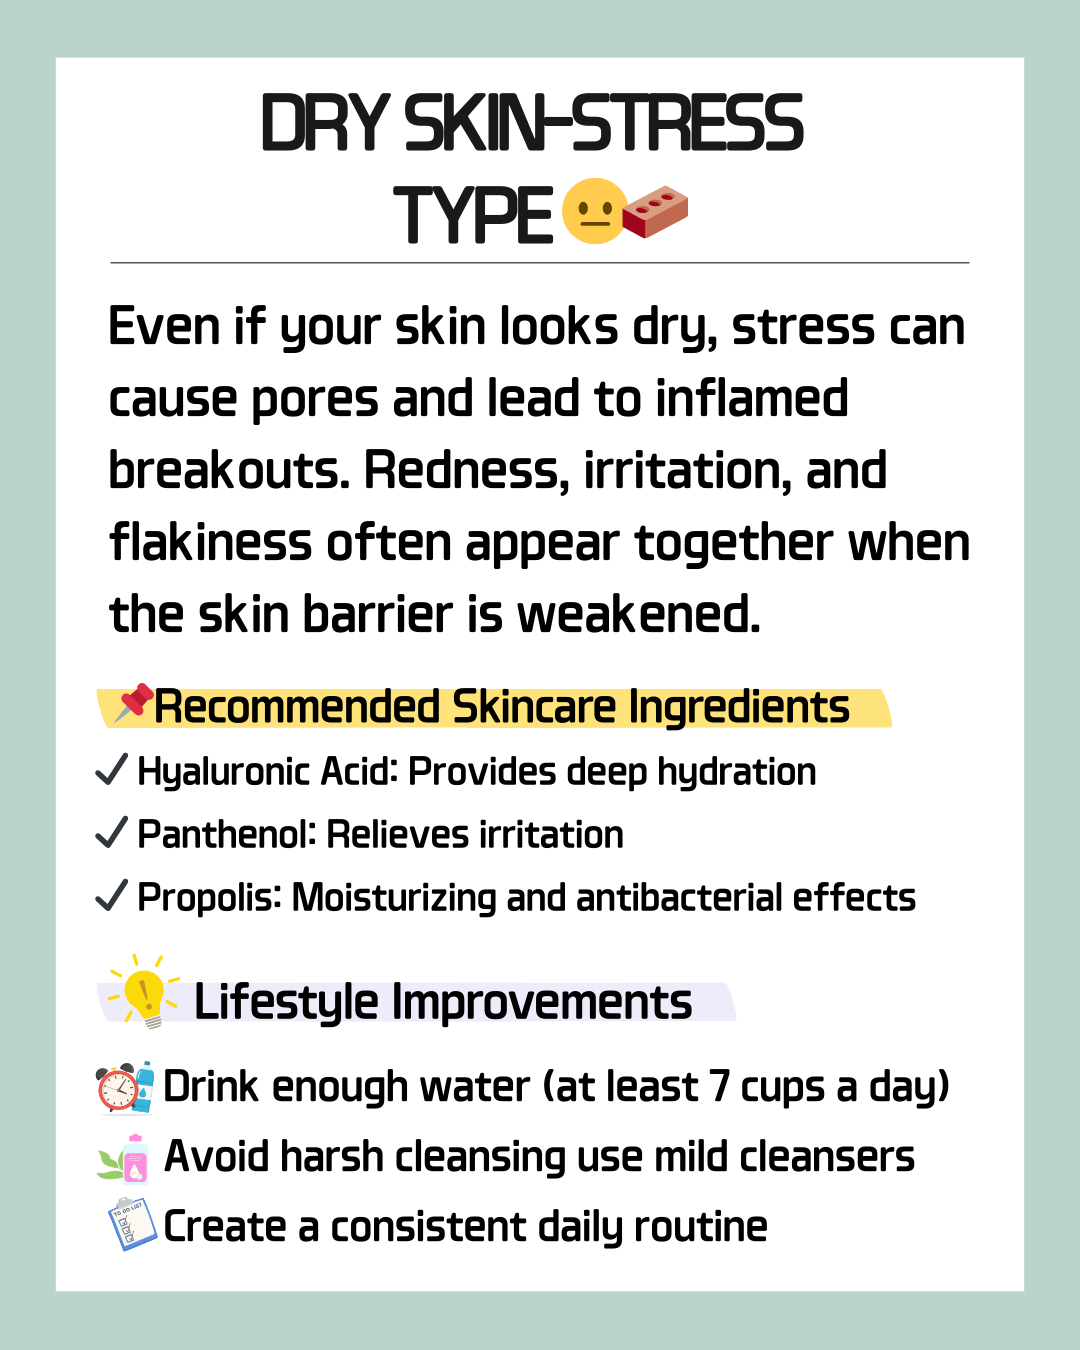 DRY SKIN-STRESS
TYPE
Even if your skin looks dry, stress can
cause pores and lead to inflamed
breakouts. Redness, irritation, and
flakiness often appear together when
the skin barrier is weakened.
Recommended Skincare Ingredients
Hyaluronic Acid: Provides deep hydration
Panthenol: Relieves irritation
Propolis: Moisturizing and antibacterial effects
Lifestyle Improvements
Drink enough water (at least 7 cups a day)
Avoid harsh cleansing use mild cleansers
TO DO LIST
Create a consistent daily routine